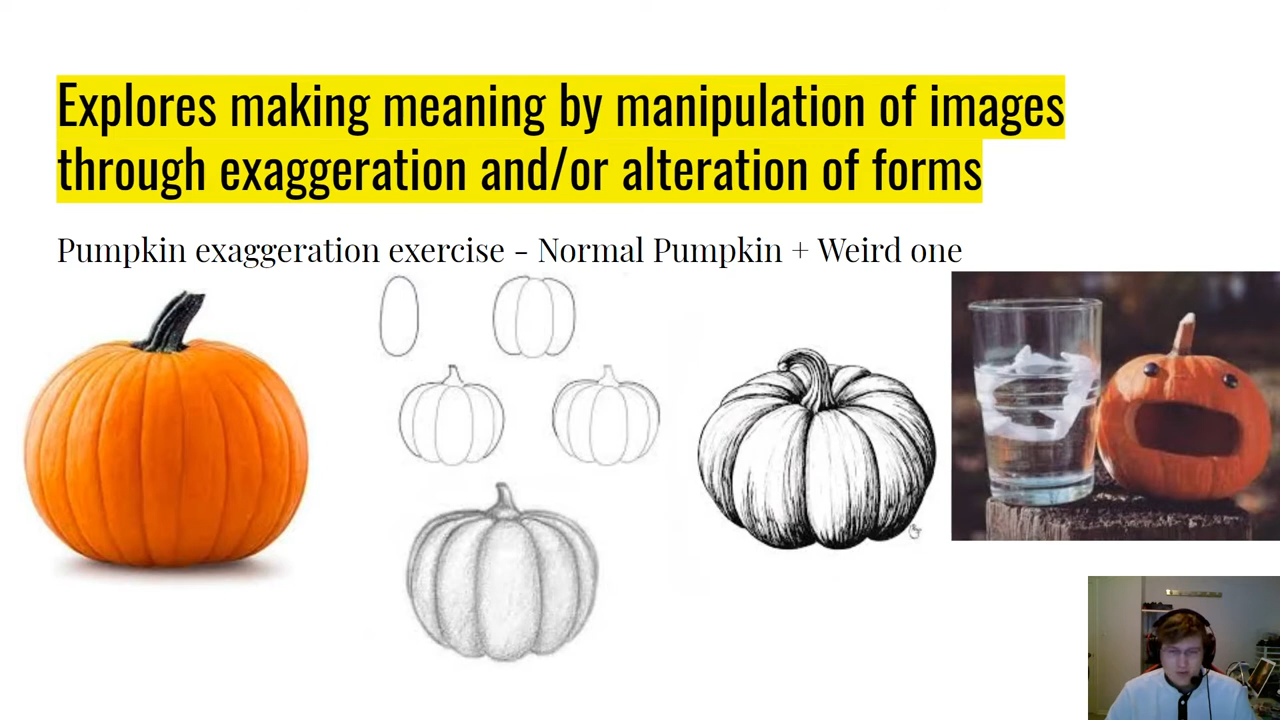 Explores making meaning by manipulation of images
through exaggeration and/or alteration of forms
Pumpkin exaggeration exercise - Normal Pumpkin + Weird one